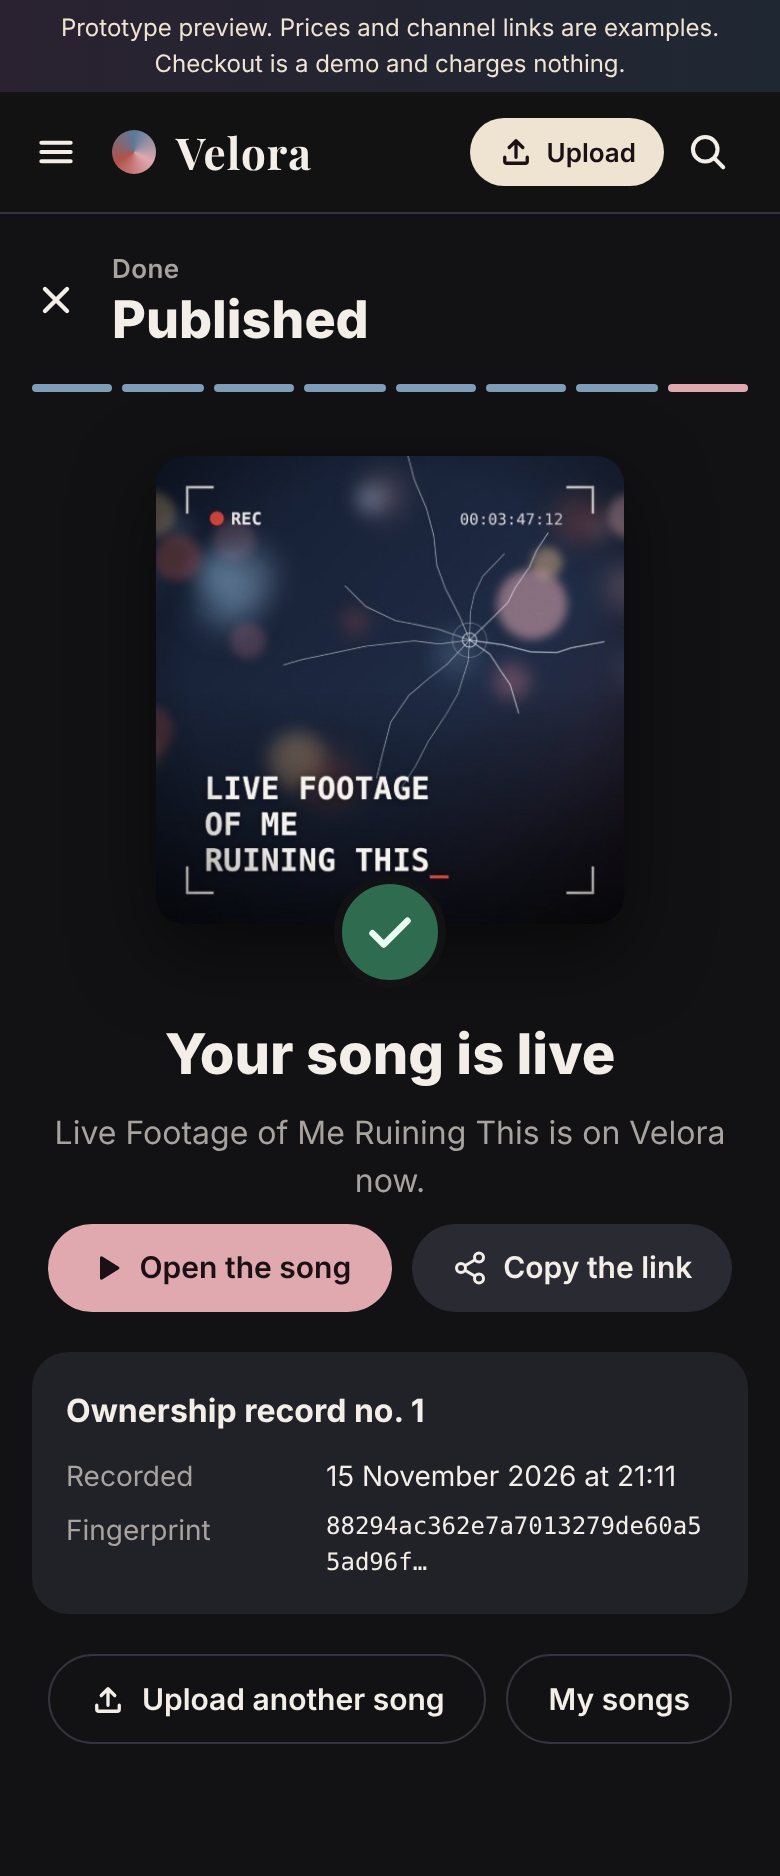 Prototype preview. Prices and channel links are examples.
Checkout is a demo and charges nothing.
Velora
Upload
Done
Published
REC
00:03:47:12
LIVE FOOTAGE
OF ME
RUINING THIS_
Your song is live
Live Footage of Me Ruining This is on Velora
now.
Open the song
Copy the link
Ownership record no. 1
Recorded
15 November 2026 at 21:11
Fingerprint
88294ac362e7a7013279de60a5
5ad96f…
Upload another song
My songs